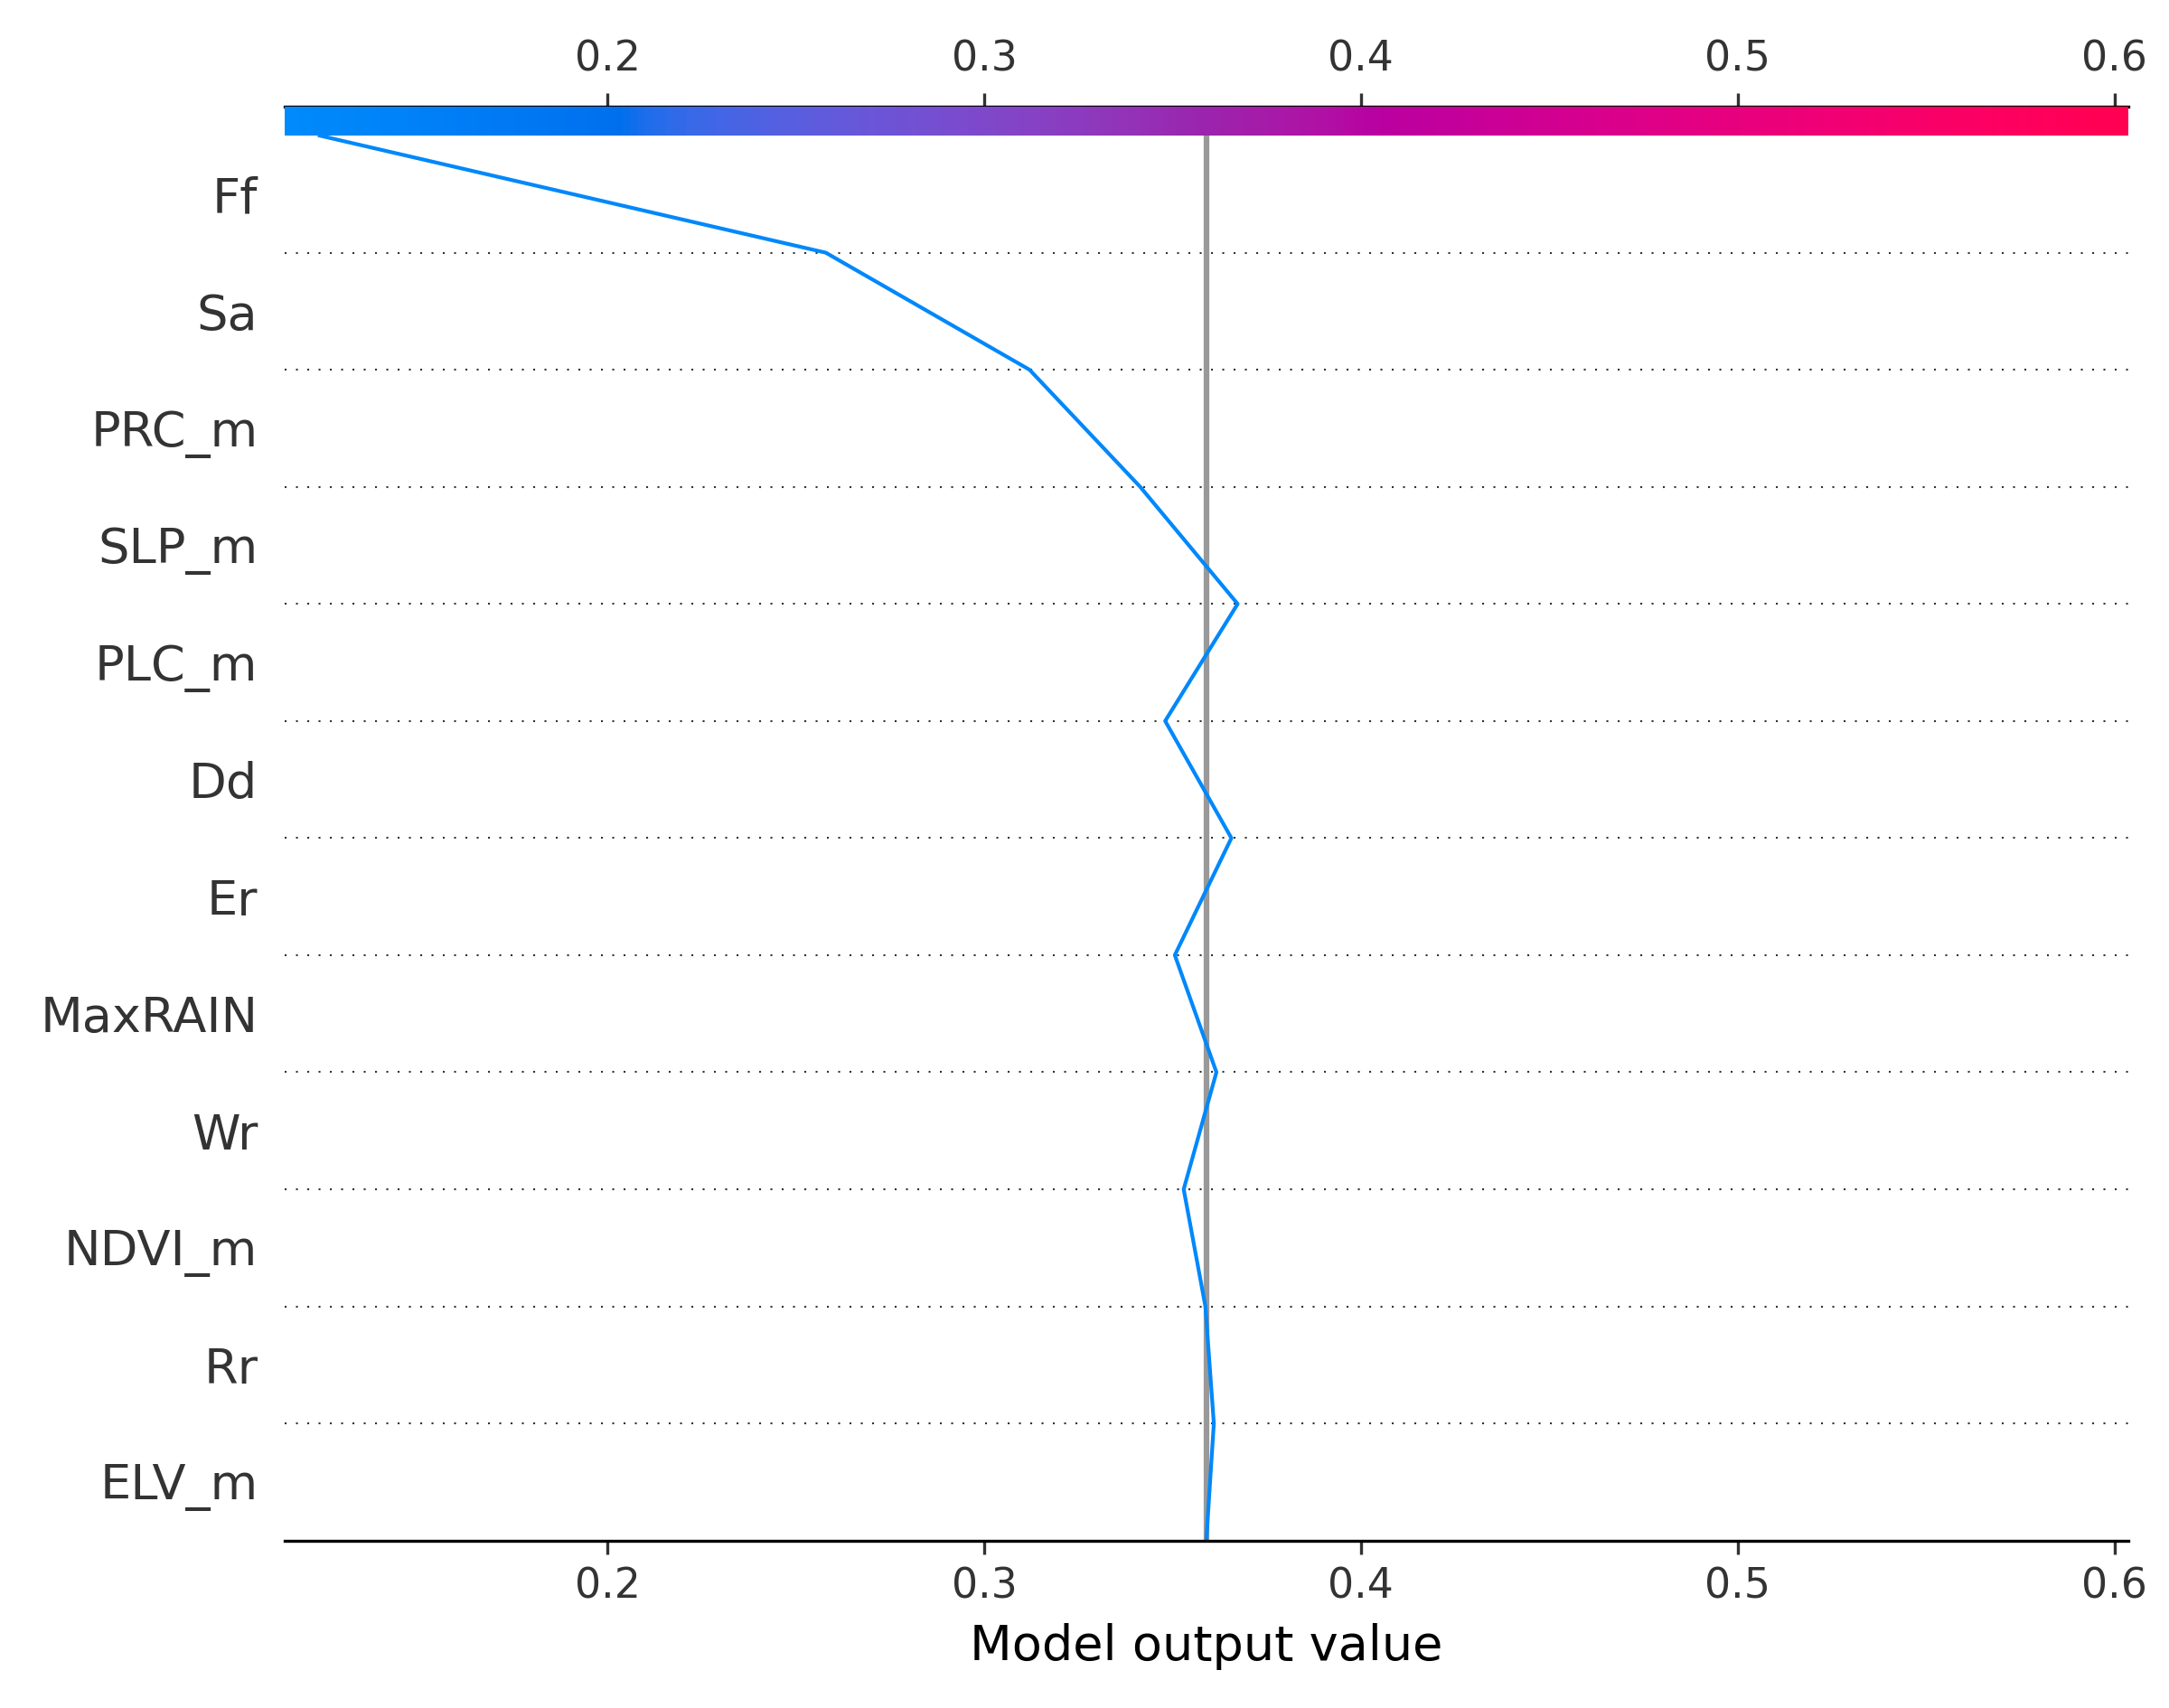 0.2 0.3 0.4 0.5 0.6
Ff
Sa
PRC_m
SLP_m
PLC_m
Dd
Er
MaxRAIN
Wr
NDVI_m
Rr
ELV_m
0.2 0.3 0.4 0.5 0.6
Model output value